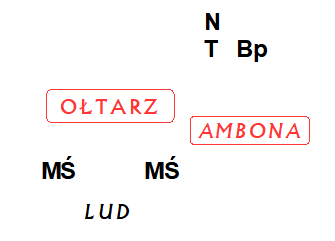 N
T Bp
OŁTARZ
AMBONA
MŚ MŚ
LUD